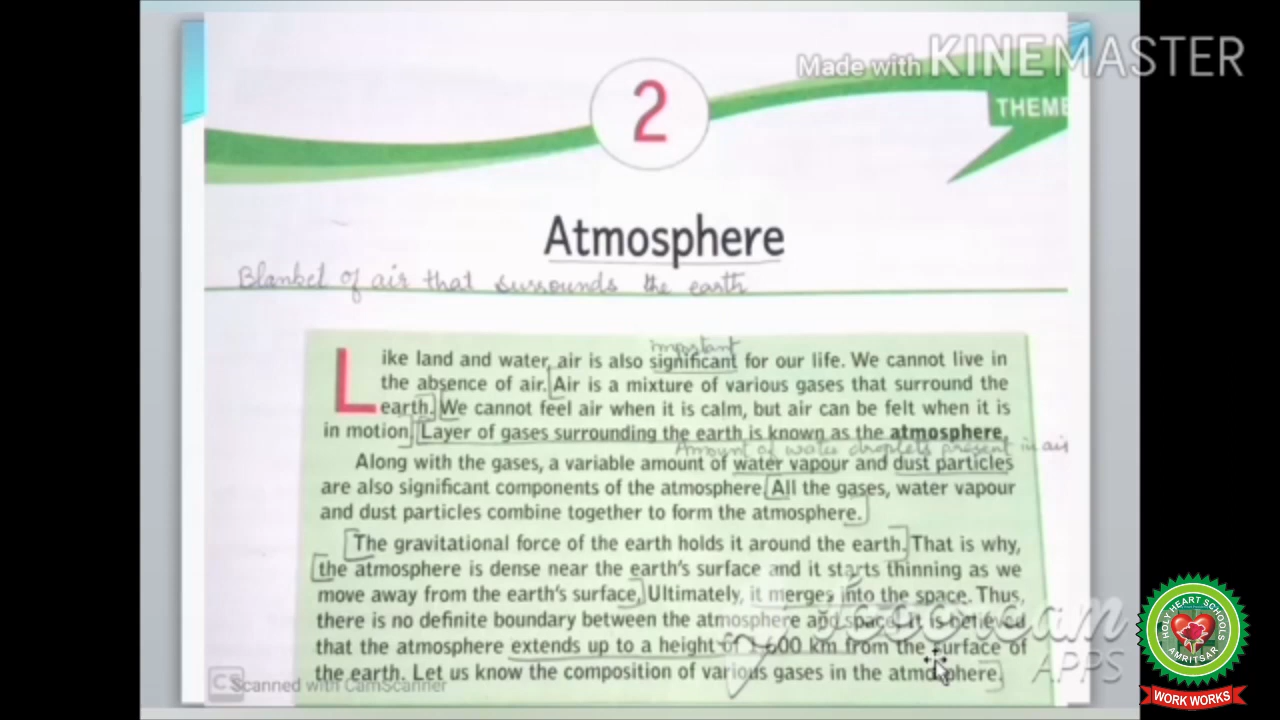 Made with KINEMASTER
2
THEME
Atmosphere
Blanket of air that surrounds the earth
important
Like land and water, air is also significant for our life. We cannot live in
the absence of air. Air is a mixture of various gases that surround the
earth. We cannot feel air when it is calm, but air can be felt when it is
in motion. Layer of gases surrounding the earth is known as the atmosphere.
Amount of water droplets present in air
Along with the gases, a variable amount of water vapour and dust particles
are also significant components of the atmosphere. All the gases, water vapour
and dust particles combine together to form the atmosphere.
The gravitational force of the earth holds it around the earth. That is why,
the atmosphere is dense near the earth's surface and it starts thinning as we
move away from the earth's surface. Ultimately, it merges into the space. Thus,
there is no definite boundary between the atmosphere and space. It is believed
that the atmosphere extends up to a height of 1,600 km from the surface of
the earth. Let us know the composition of various gases in the atmosphere.
CS Scanned with CamScanner
APPS
HOLY HEART SCHOOLS
AMRITSAR
WORK WORKS